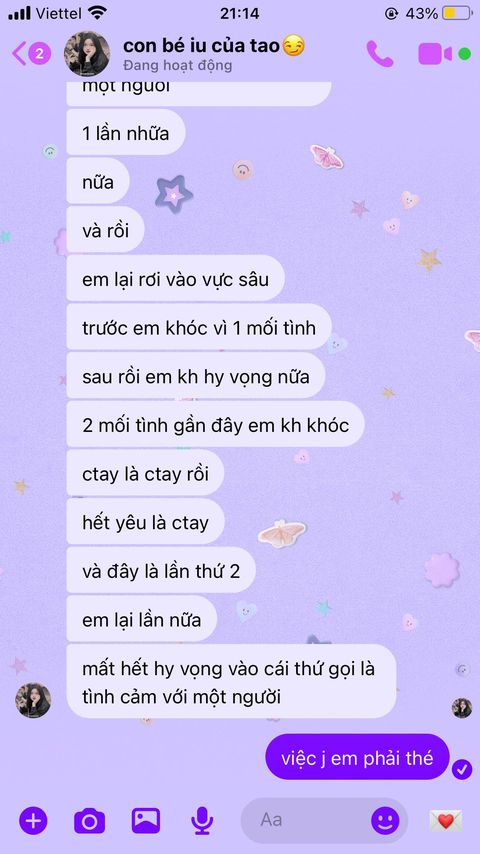 Viettel
21:14
43%
2
con bé iu của tao😏
Đang hoạt động
một người
1 lần nhữa
nữa
và rồi
em lại rơi vào vực sâu
trước em khóc vì 1 mối tình
sau rồi em kh hy vọng nữa
2 mối tình gần đây em kh khóc
ctay là ctay rồi
hết yêu là ctay
và đây là lần thứ 2
em lại lần nữa
mất hết hy vọng vào cái thứ gọi là
tình cảm với một người
việc j em phải thé
Aa